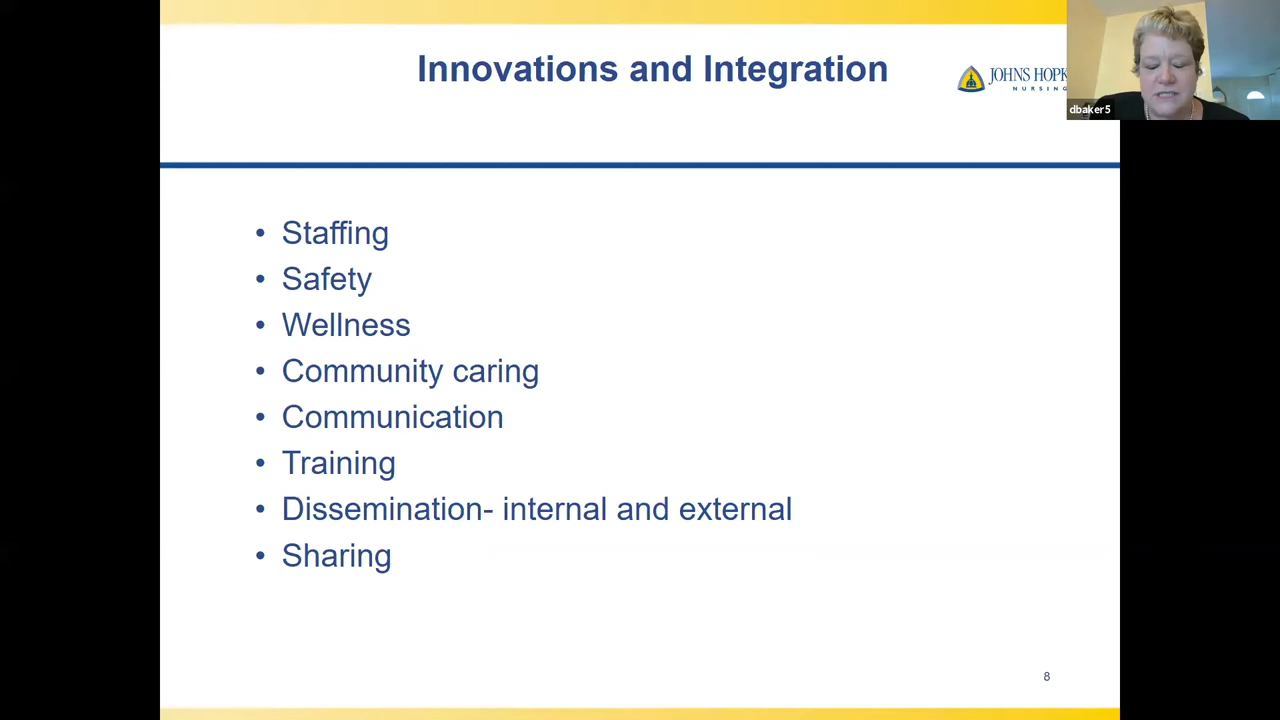 Innovations and Integration
JOHNS HOPK
NURSING
dbaker5
• Staffing
• Safety
• Wellness
• Community caring
• Communication
• Training
• Dissemination- internal and external
• Sharing
8